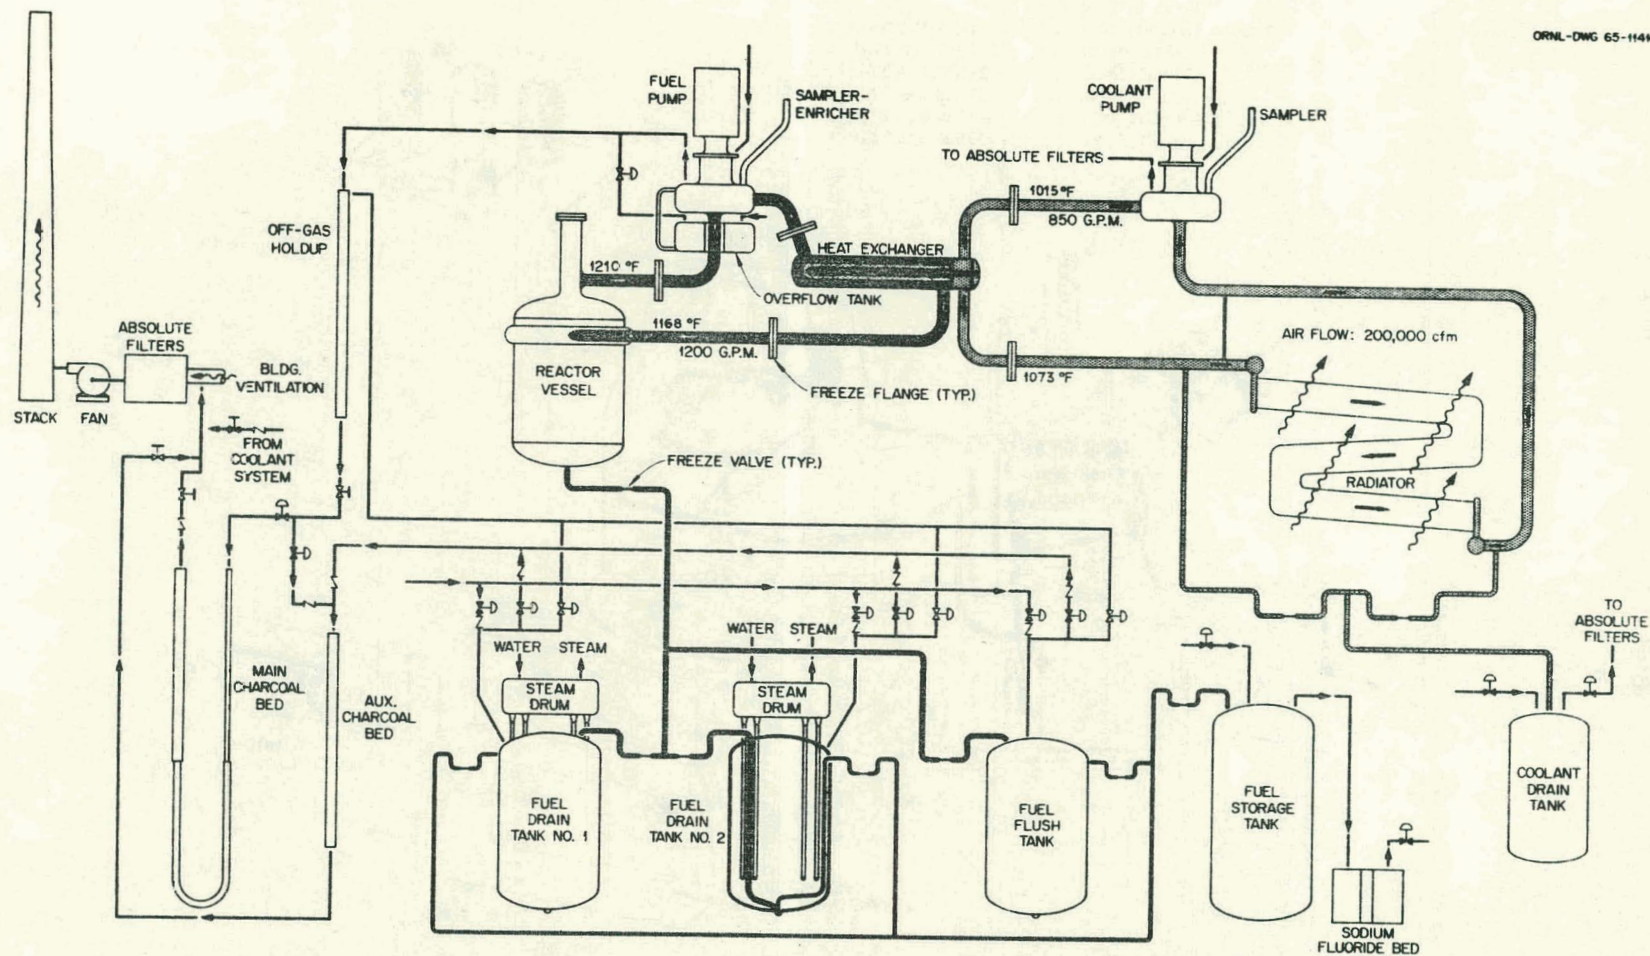 ORNL-DWG 65-114
FUEL
PUMP
SAMPLER-
ENRICHER
COOLANT
PUMP
SAMPLER
TO ABSOLUTE FILTERS
1015 °F
850 G.P.M.
OFF-GAS
HOLDUP
HEAT EXCHANGER
1210 °F
OVERFLOW TANK
1168 °F
1200 G.P.M.
AIR FLOW: 200,000 cfm
ABSOLUTE
FILTERS
BLDG.
VENTILATION
REACTOR
VESSEL
1073 °F
FREEZE FLANGE (TYP.)
STACK
FAN
FROM
COOLANT
SYSTEM
FREEZE VALVE (TYP.)
RADIATOR
TO
ABSOLUTE
FILTERS
WATER
STEAM
WATER
STEAM
MAIN
CHARCOAL
BED
AUX.
CHARCOAL
BED
STEAM
DRUM
STEAM
DRUM
FUEL
DRAIN
TANK NO. 1
FUEL
DRAIN
TANK NO. 2
FUEL
FLUSH
TANK
FUEL
STORAGE
TANK
COOLANT
DRAIN
TANK
SODIUM
FLUORIDE BED